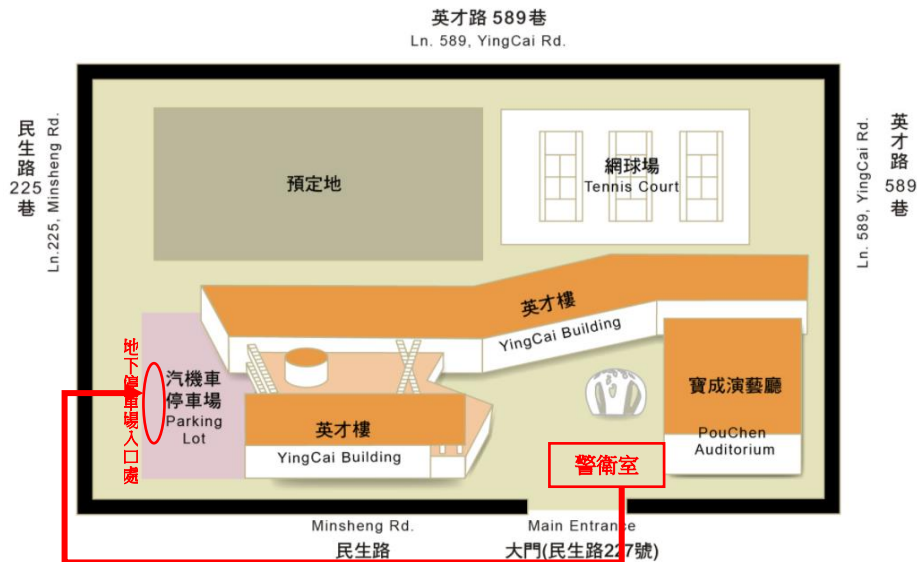 英才路 589巷
Ln. 589, YingCai Rd.
民生路225巷
Ln.225, Minsheng Rd.
英才路589巷
Ln. 589, YingCai Rd.
預定地
網球場
Tennis Court
英才樓
YingCai Building
地下停車場入口處
汽機車
停車場
Parking
Lot
英才樓
YingCai Building
寶成演藝廳
PouChen
Auditorium
警衛室
Minsheng Rd.
民生路
Main Entrance
大門(民生路227號)